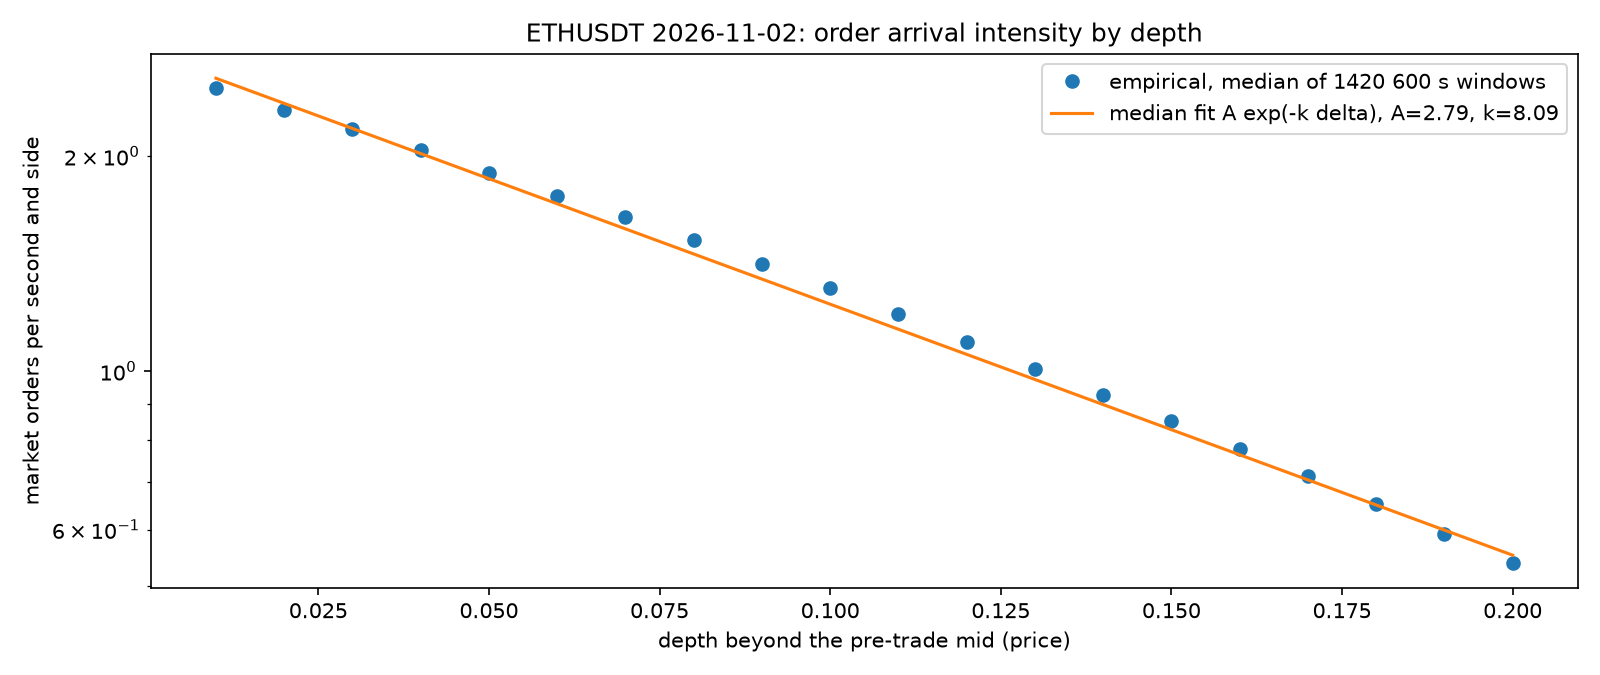 ETHUSDT 2026-11-02: order arrival intensity by depth
empirical, median of 1420 600 s windows
median fit A exp(-k delta), A=2.79, k=8.09
market orders per second and side
2 × 10⁰
10⁰
6 × 10⁻¹
0.025 0.050 0.075 0.100 0.125 0.150 0.175 0.200
depth beyond the pre-trade mid (price)